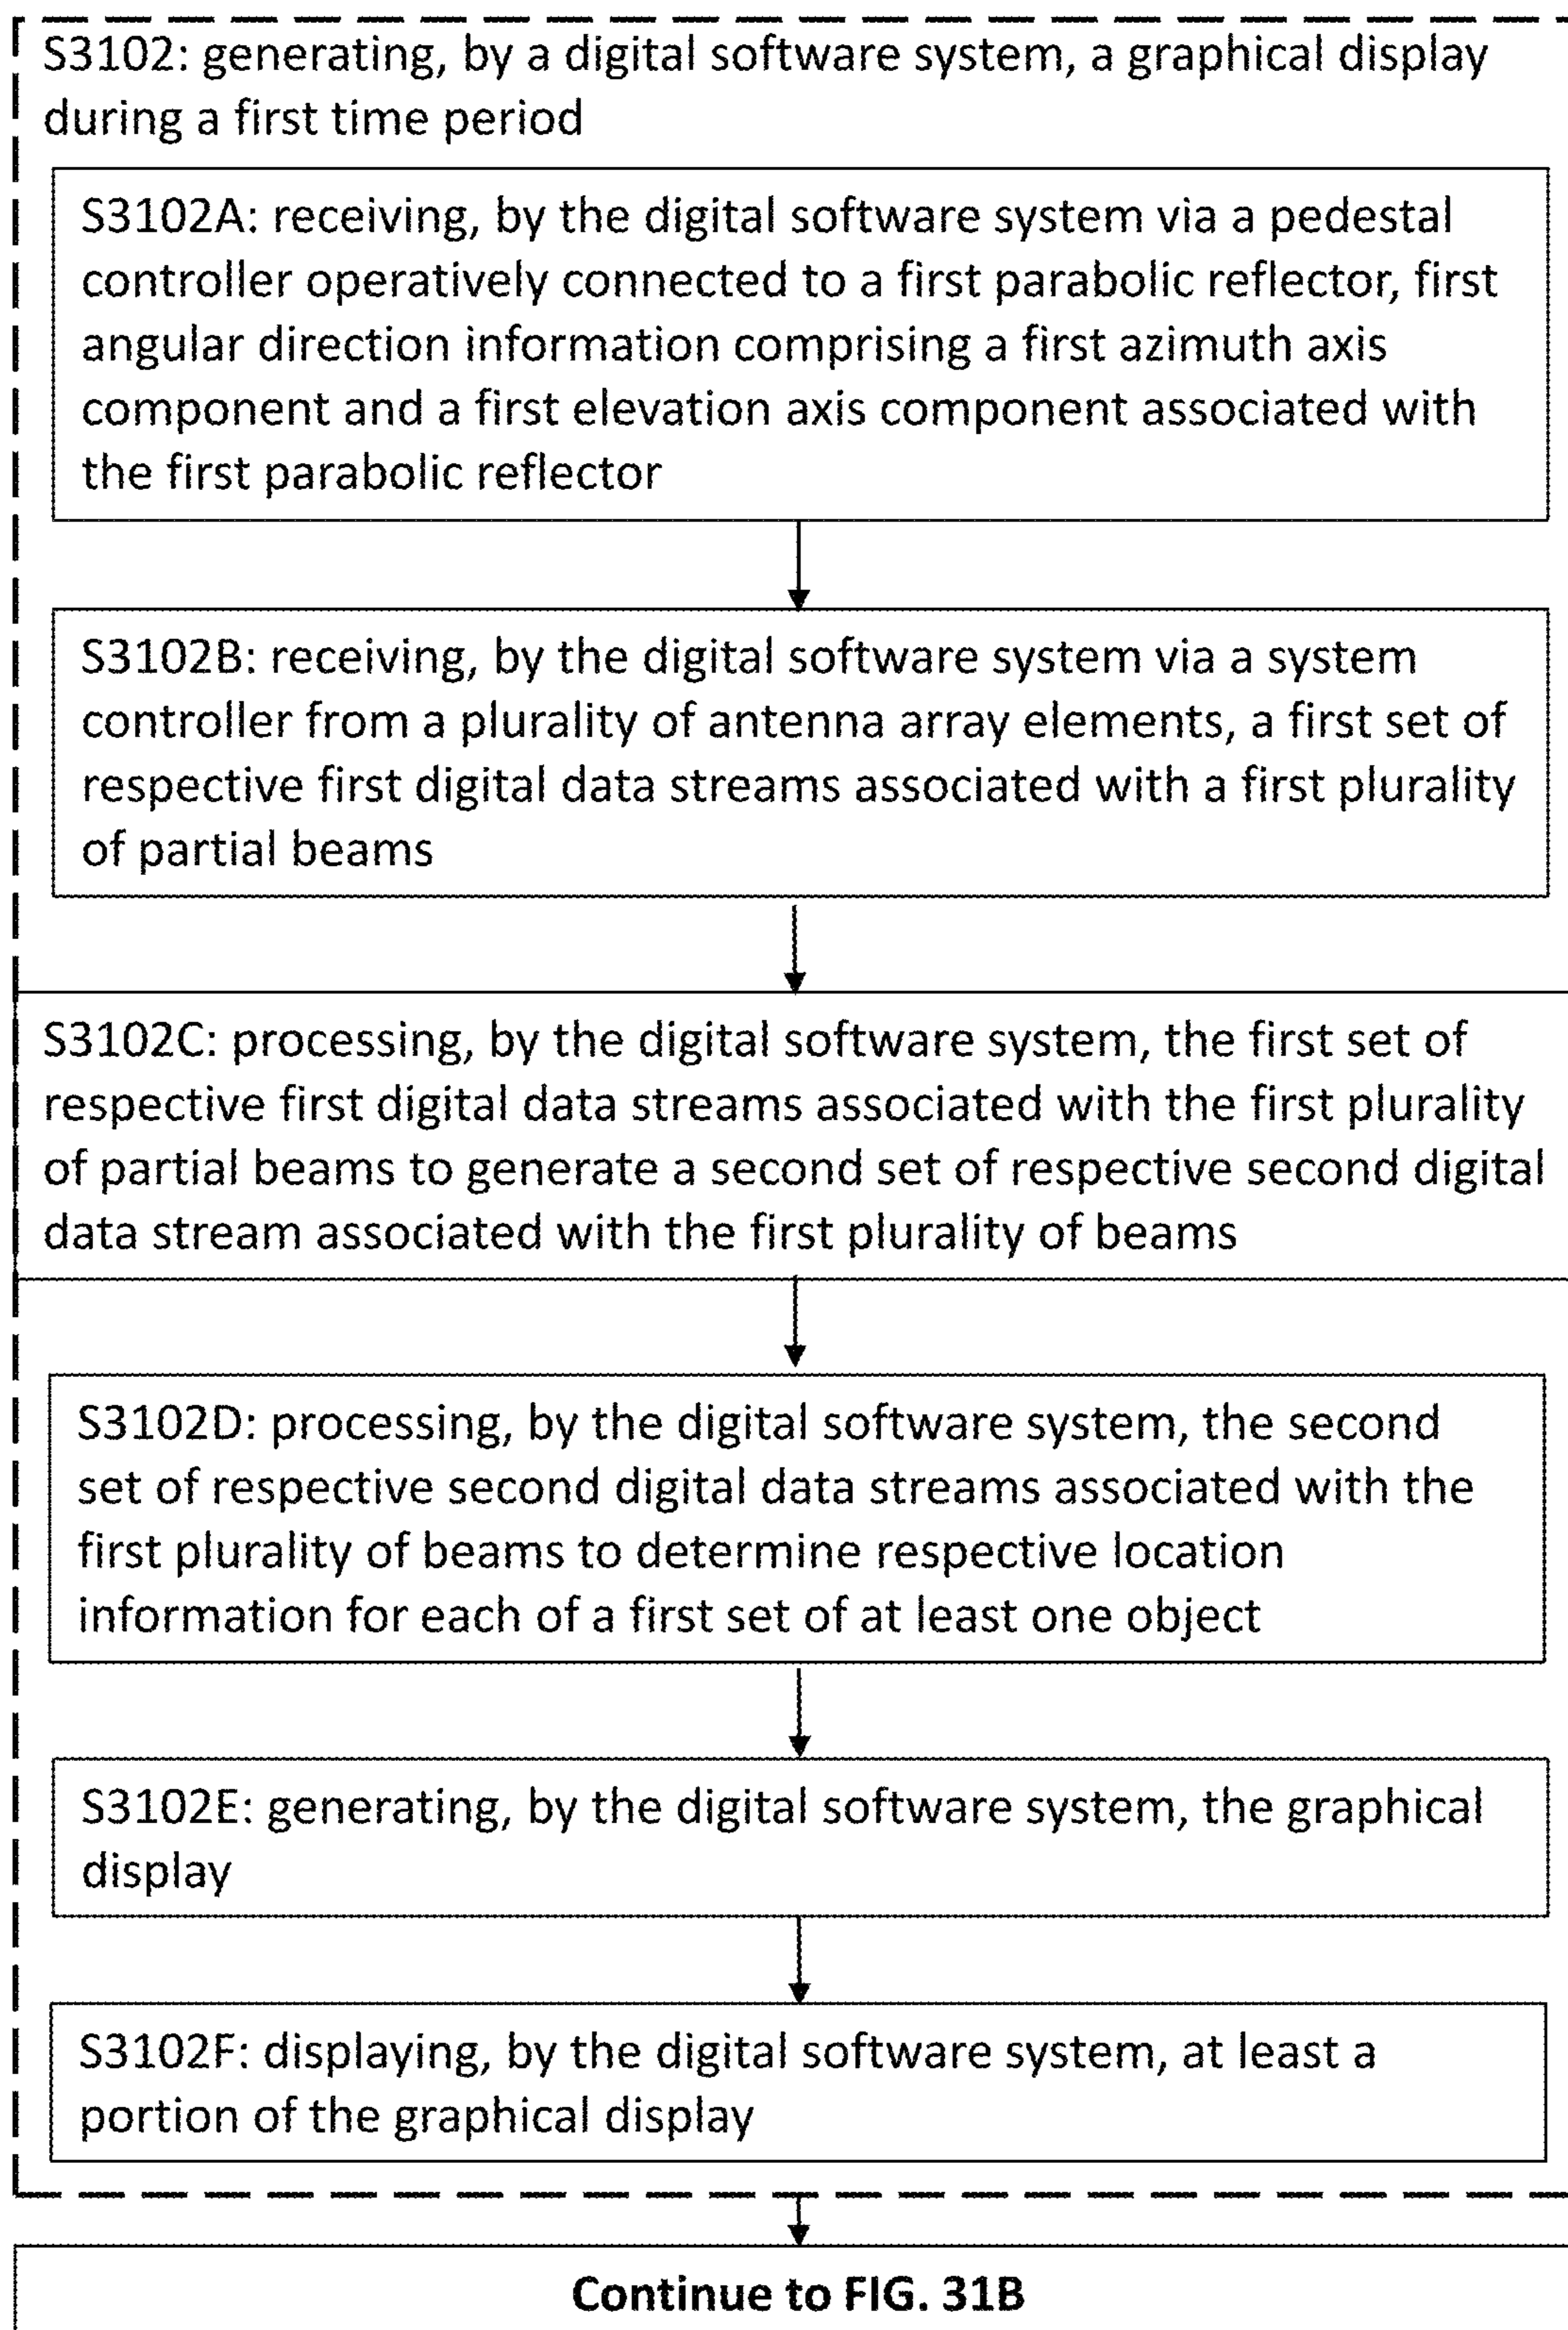 S3102: generating, by a digital software system, a graphical display
during a first time period
S3102A: receiving, by the digital software system via a pedestal
controller operatively connected to a first parabolic reflector, first
angular direction information comprising a first azimuth axis
component and a first elevation axis component associated with
the first parabolic reflector
S3102B: receiving, by the digital software system via a system
controller from a plurality of antenna array elements, a first set of
respective first digital data streams associated with a first plurality
of partial beams
S3102C: processing, by the digital software system, the first set of
respective first digital data streams associated with the first plurality
of partial beams to generate a second set of respective second digital
data stream associated with the first plurality of beams
S3102D: processing, by the digital software system, the second
set of respective second digital data streams associated with the
first plurality of beams to determine respective location
information for each of a first set of at least one object
S3102E: generating, by the digital software system, the graphical
display
S3102F: displaying, by the digital software system, at least a
portion of the graphical display
Continue to FIG. 31B